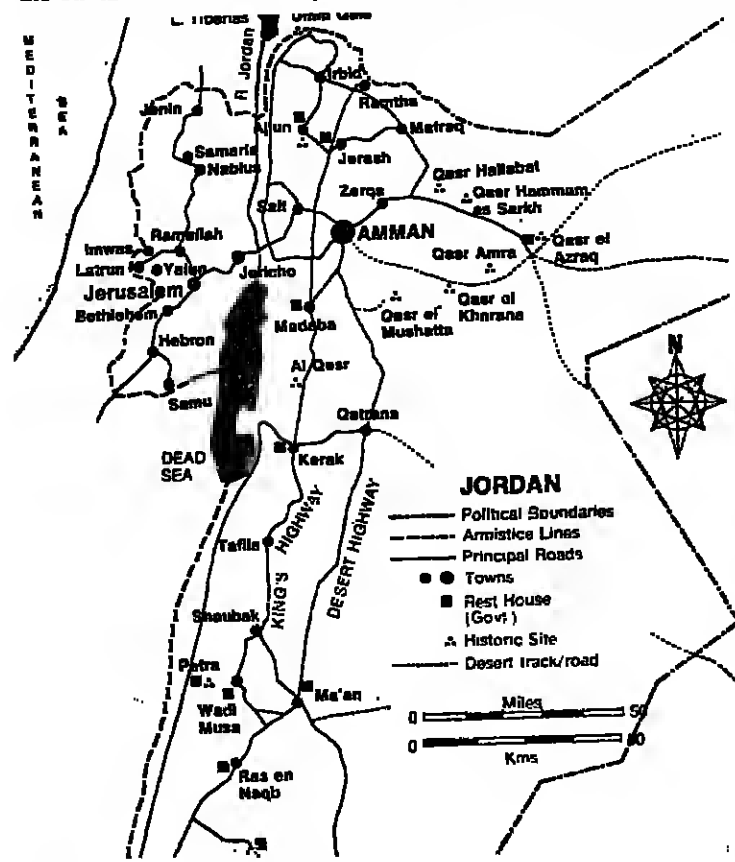 L. Tiberias
MEDITERRANEAN
SEA
R Jordan
Irbid
Ramtha
Jenin
Ajlun
Mafraq
Samaria
Nablus
Jerash
Qasr Hallabat
Zerqa
Qasr Hammam
as Sarkh
Salt
AMMAN
Ramallah
Imwas
Latrun
Yalou
Jericho
Qasr Amra
Qasr el
Azraq
Jerusalem
Bethlehem
Madaba
Qasr el
Mushatta
Qasr el
Kharana
Hebron
Al Qasr
N
Samu
Qatrana
DEAD
SEA
Kerak
JORDAN
Political Boundaries
Armistice Lines
Principal Roads
Towns
Rest House
(Govt)
Historic Site
Desert Track/road
Tafila
KING'S HIGHWAY
DESERT HIGHWAY
Shaubak
Petra
Wadi
Musa
Ma'an
Miles
0 50
0 80
Kms
Ras en
Naqb